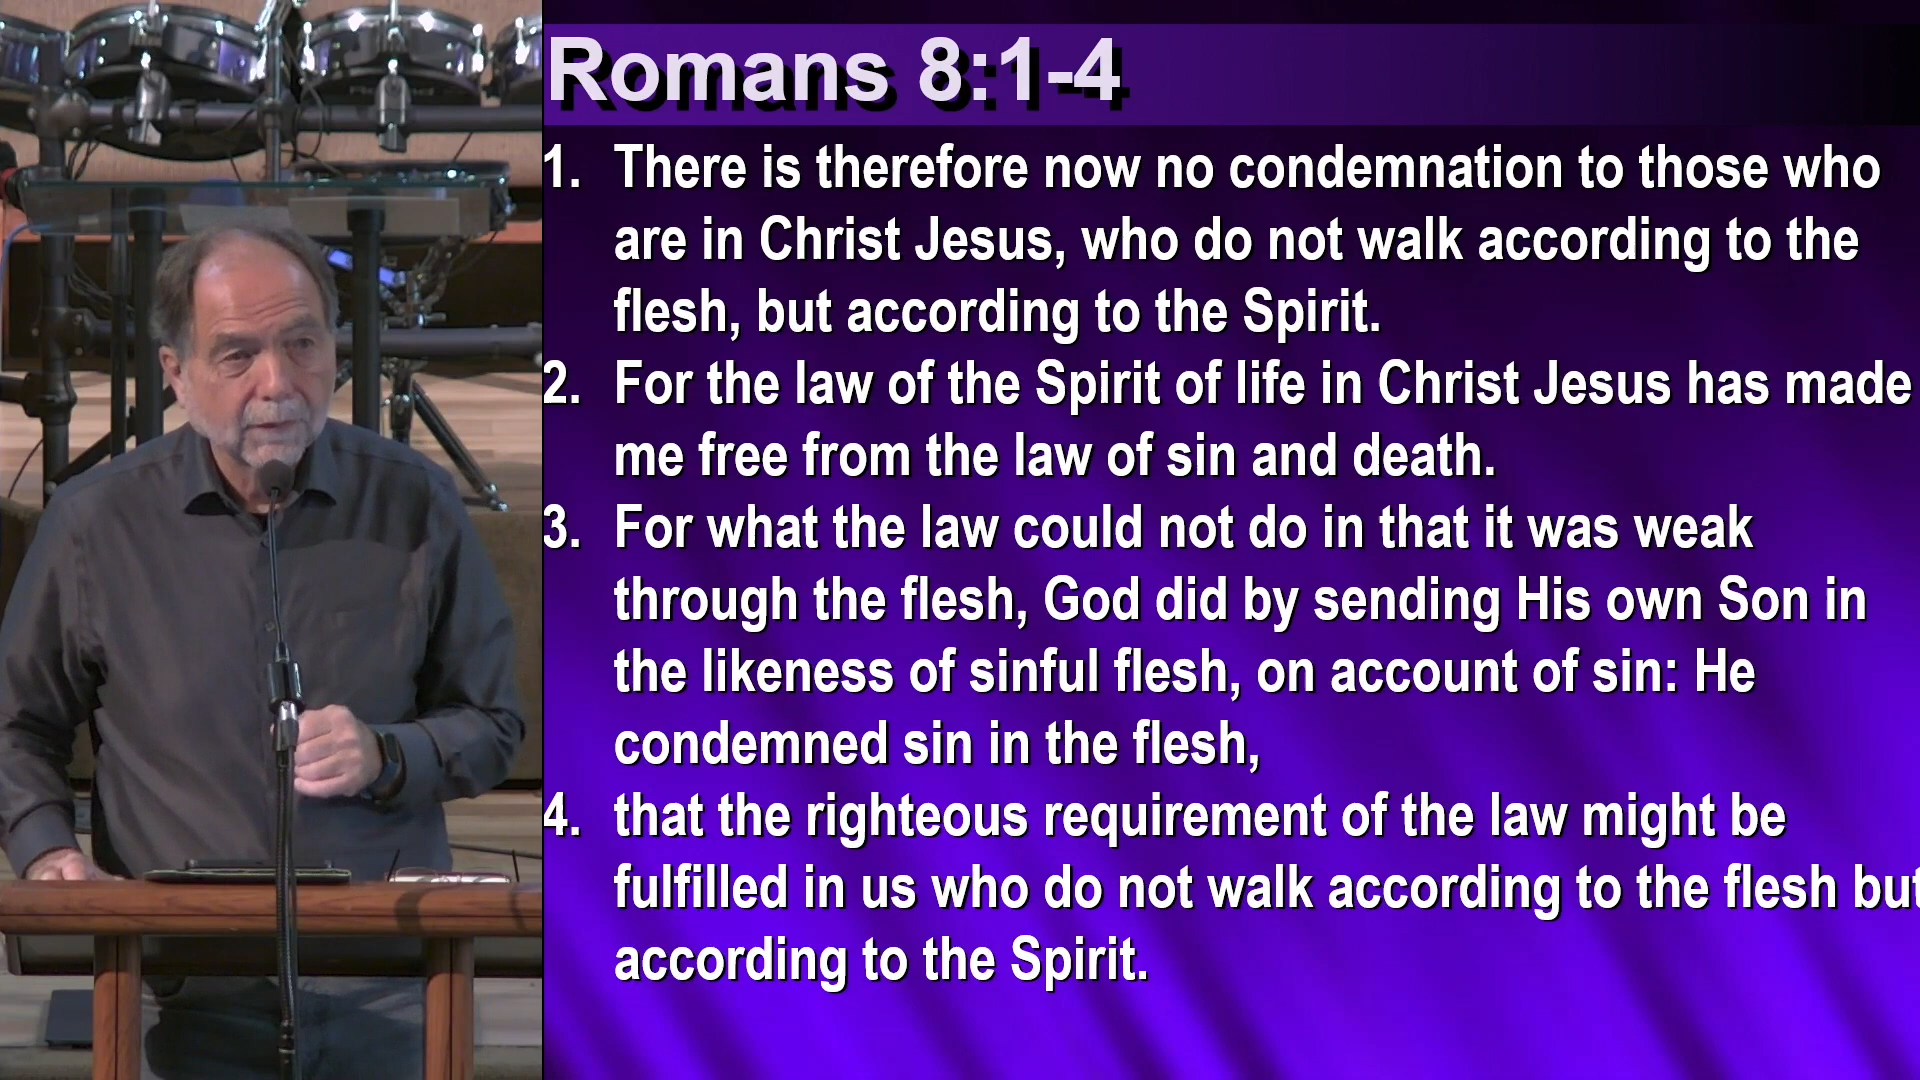 Romans 8:1-4
1. There is therefore now no condemnation to those who
are in Christ Jesus, who do not walk according to the
flesh, but according to the Spirit.
2. For the law of the Spirit of life in Christ Jesus has made
me free from the law of sin and death.
3. For what the law could not do in that it was weak
through the flesh, God did by sending His own Son in
the likeness of sinful flesh, on account of sin: He
condemned sin in the flesh,
4. that the righteous requirement of the law might be
fulfilled in us who do not walk according to the flesh but
according to the Spirit.